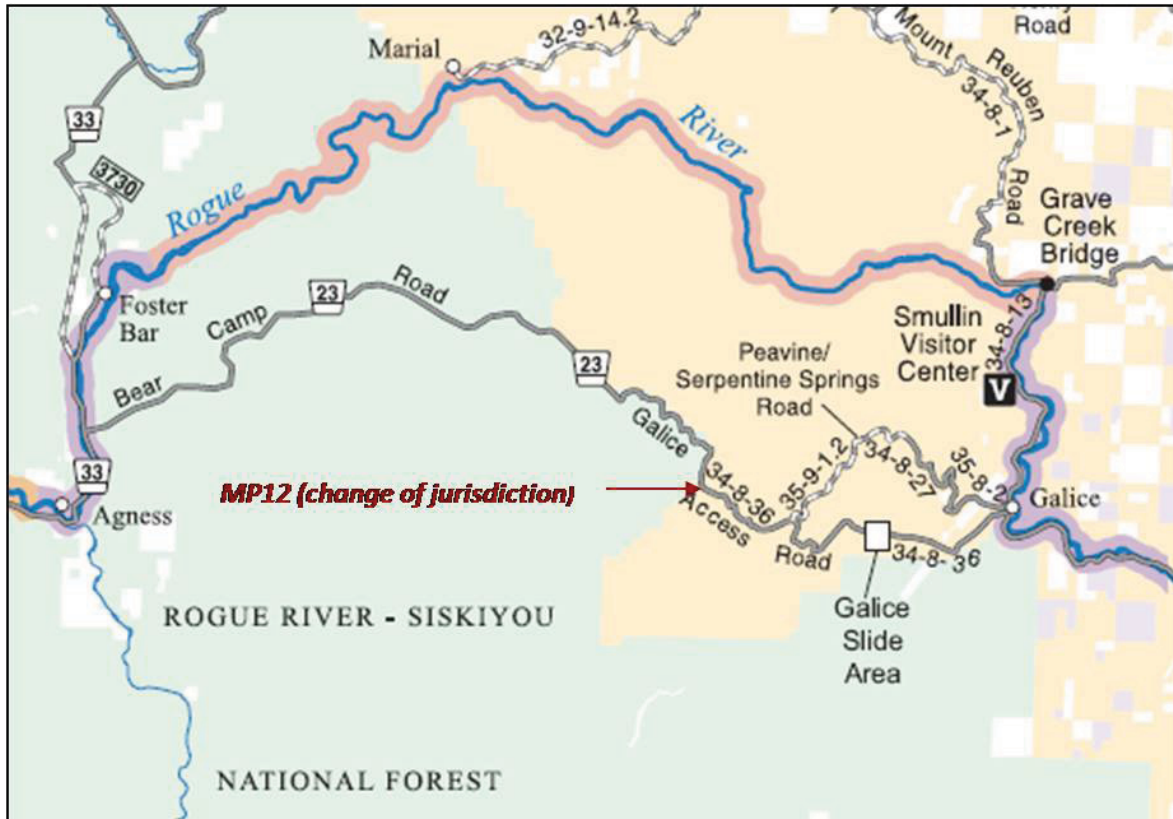 Road
Marial
32-9-14.2
Mount Reuben
34-8-1
Road
33
3730
Rogue
River
Grave
Creek
Bridge
Foster
Bar
Bear Camp Road
23
23
Smullin
Visitor
Center
V
34-8-13
Peavine/
Serpentine Springs
Road
Galice Access Road
34-8-36
35-9-1.2
34-8-27
35-8-2
MP12 (change of jurisdiction)
33
Agness
Galice
34-8-36
Galice
Slide
Area
ROGUE RIVER - SISKIYOU
NATIONAL FOREST